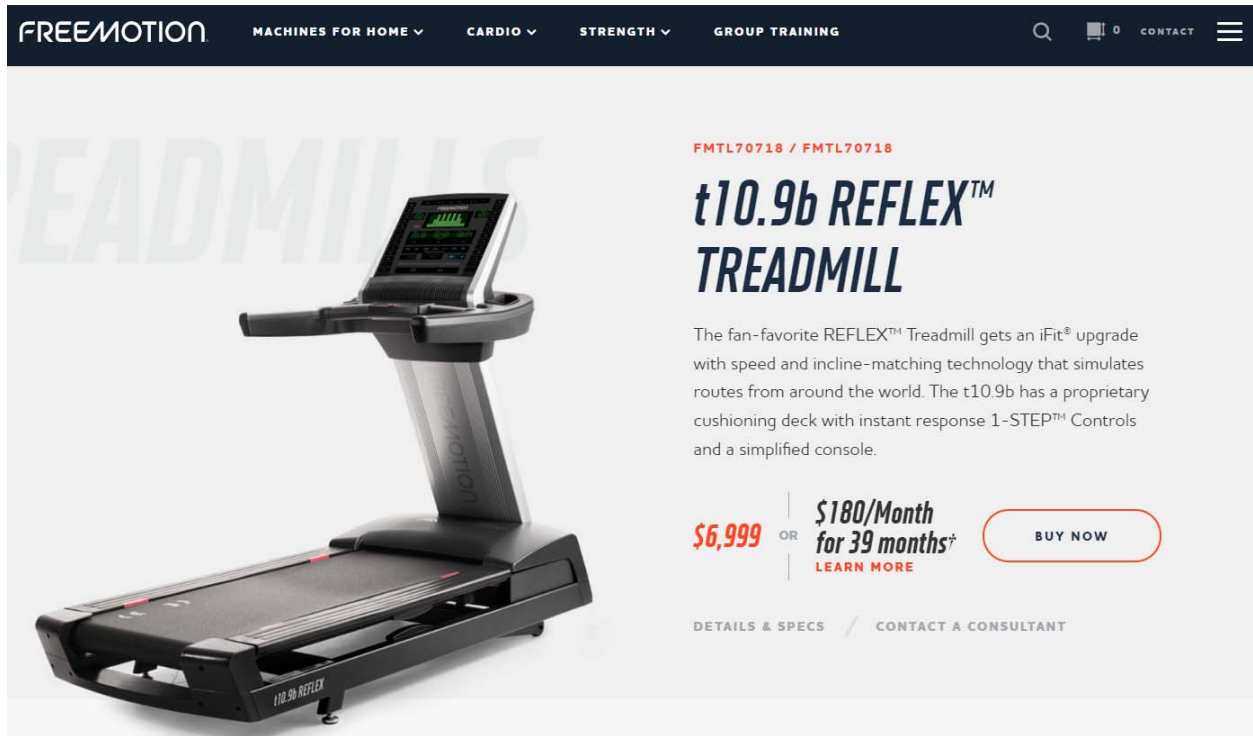 FREEMOTION
MACHINES FOR HOME
CARDIO
STRENGTH
GROUP TRAINING
0
CONTACT
TREADMILLS
FMTL70718 / FMTL70718
t10.9b REFLEX™
TREADMILL
The fan-favorite REFLEX™ Treadmill gets an iFit® upgrade
with speed and incline-matching technology that simulates
routes from around the world. The t10.9b has a proprietary
cushioning deck with instant response 1-STEP™ Controls
and a simplified console.
$6,999
OR
$180/Month
for 39 months†
LEARN MORE
BUY NOW
DETAILS & SPECS / CONTACT A CONSULTANT
FREEMOTION
t10.9b REFLEX